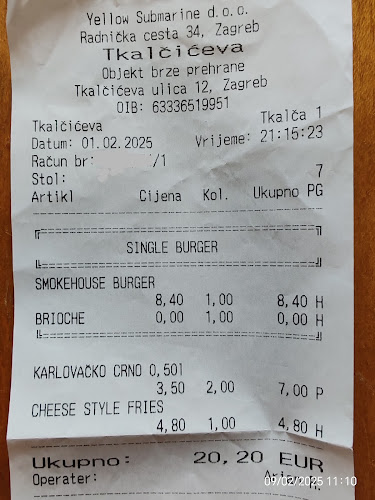 Yellow Submarine d.o.o.
Radnička cesta 34, Zagreb
Tkalčićeva
Objekt brze prehrane
Tkalčićeva ulica 12, Zagreb
OIB: 63336519951
Tkalčićeva Tkalča 1
Datum: 01.02.2025 Vrijeme: 21:15:23
Račun br: /1
Stol: 7
Artikl Cijena Kol. Ukupno PG
SINGLE BURGER
SMOKEHOUSE BURGER
8,40 1,00 8,40 H
BRIOCHE 0,00 1,00 0,00 H
KARLOVAČKO CRNO 0,501
3,50 2,00 7,00 P
CHEESE STYLE FRIES
4,80 1,00 4,80 H
Ukupno: 20,20 EUR
Operater:
09/02/2025 11:10